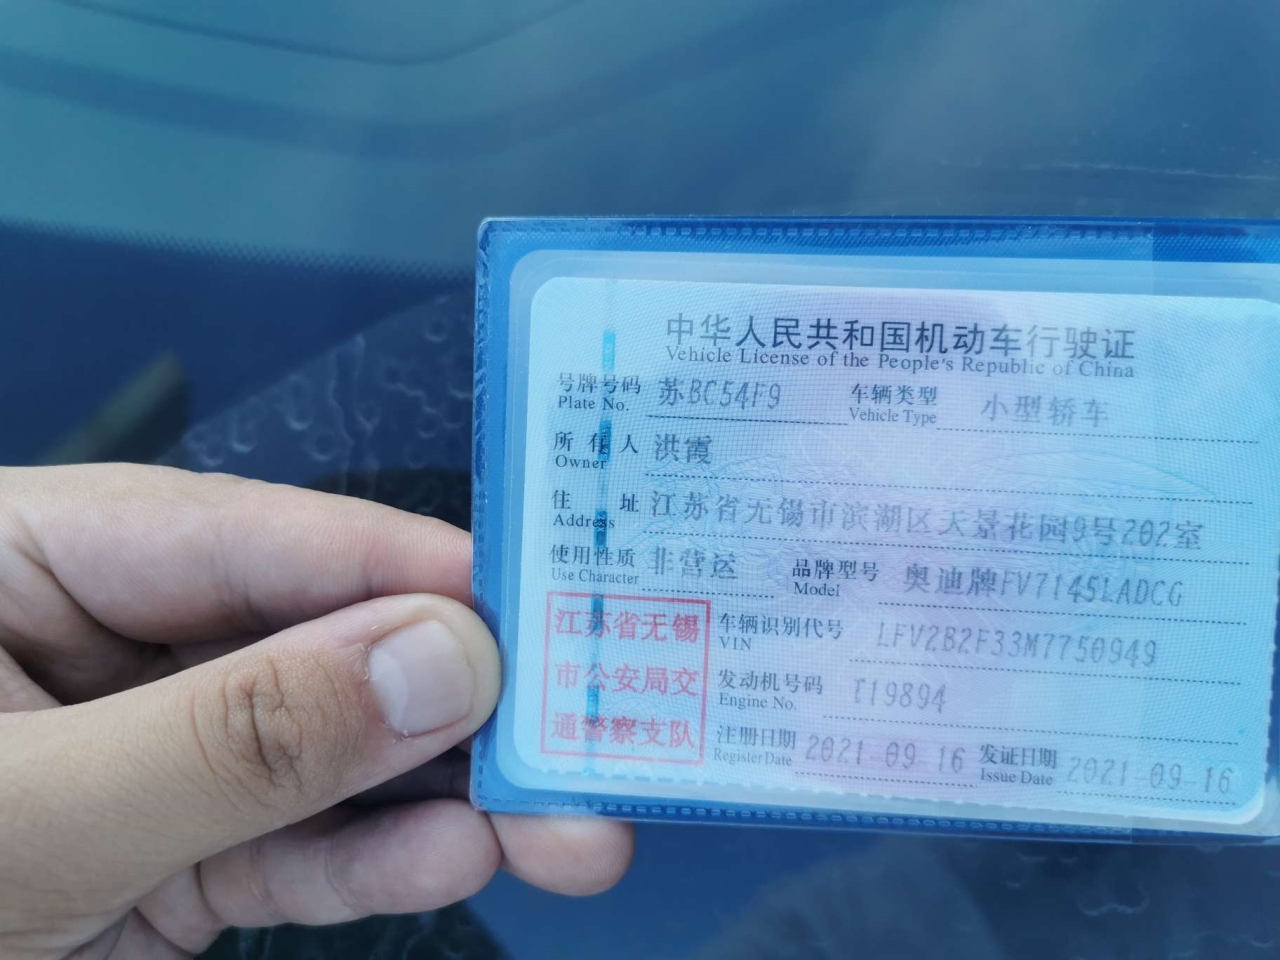 中华人民共和国机动车行驶证
Vehicle License of the People's Republic of China
号牌号码 苏BC54F9 车辆类型 小型轿车
Plate No. Vehicle Type
所有人 洪霞
Owner
住址 江苏省无锡市滨湖区天景花园9号202室
Address
使用性质 非营运 品牌型号 奥迪牌FV7145LADCG
Use Character Model
江苏省无锡
市公安局交
通警察支队
车辆识别代号 LFV2B2F33M7750949
VIN
发动机号码 T19894
Engine No.
注册日期 2021-09-16 发证日期 2021-09-16
Register Date Issue Date